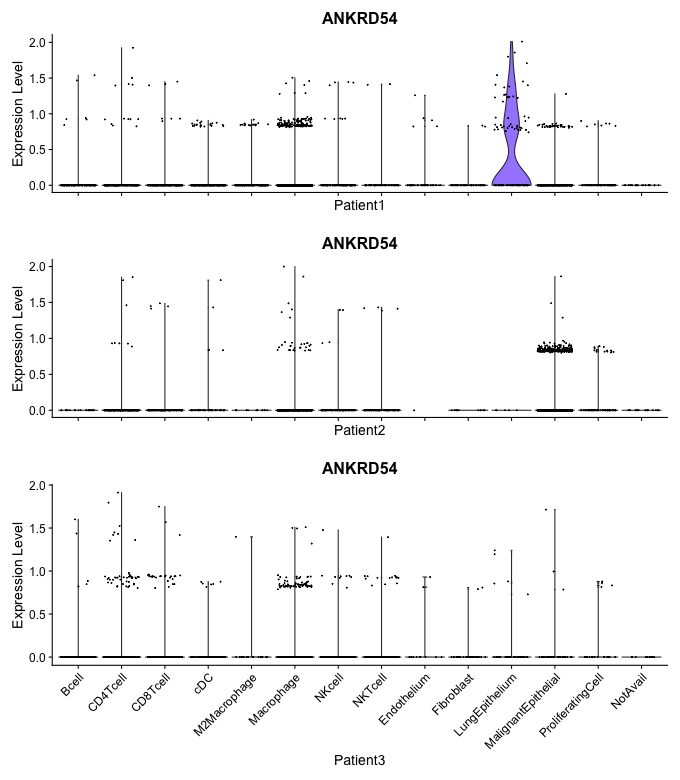 ANKRD54
Expression Level
2.0
1.5
1.0
0.5
0.0
Patient1
ANKRD54
Expression Level
2.0
1.5
1.0
0.5
0.0
Patient2
ANKRD54
Expression Level
2.0
1.5
1.0
0.5
0.0
Bcell
CD4Tcell
CD8Tcell
cDC
M2Macrophage
Macrophage
NKcell
NKTcell
Endothelium
Fibroblast
LungEpithelium
MalignantEpithelial
ProliferatingCell
NotAvail
Patient3